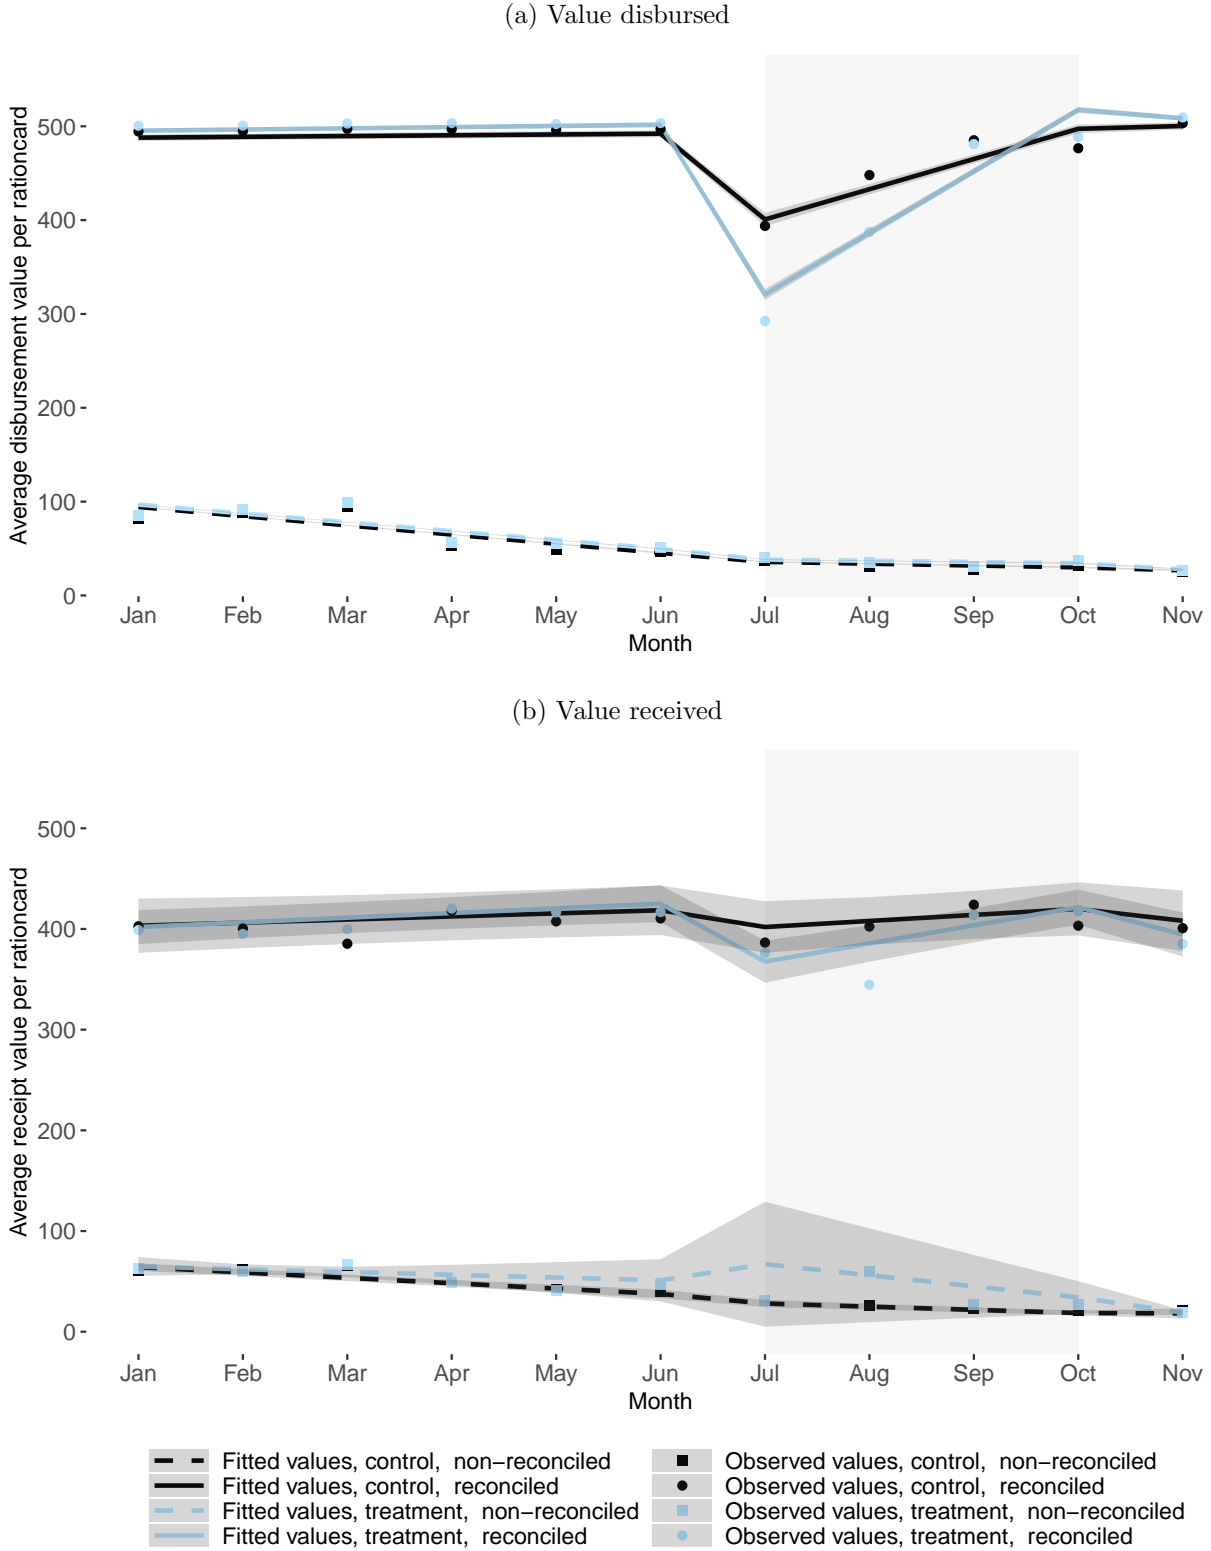 (a) Value disbursed
Average disbursement value per rationcard
500
400
300
200
100
0
Jan Feb Mar Apr May Jun Jul Aug Sep Oct Nov
Month
(b) Value received
Average receipt value per rationcard
500
400
300
200
100
0
Jan Feb Mar Apr May Jun Jul Aug Sep Oct Nov
Month
Fitted values, control, non−reconciled
Fitted values, control, reconciled
Fitted values, treatment, non−reconciled
Fitted values, treatment, reconciled
Observed values, control, non−reconciled
Observed values, control, reconciled
Observed values, treatment, non−reconciled
Observed values, treatment, reconciled